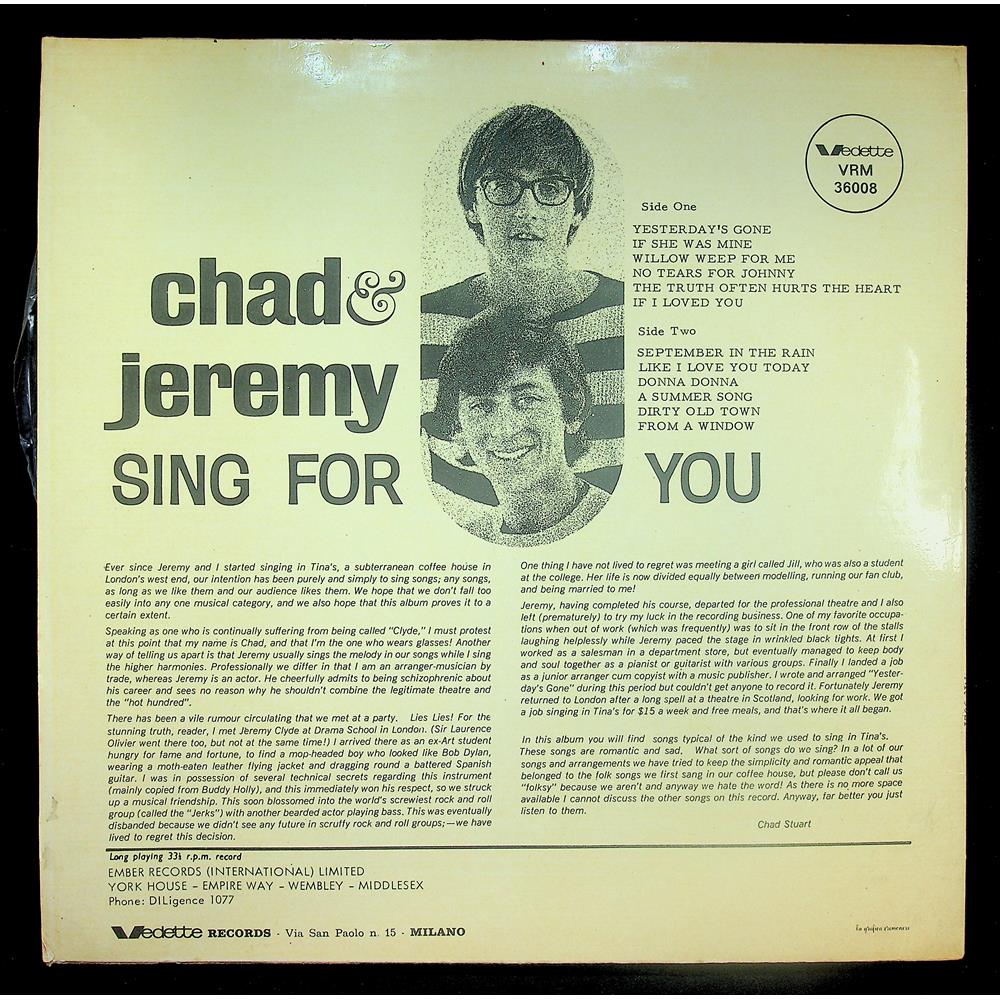 Vedette
VRM
36008
Side One
YESTERDAY'S GONE
IF SHE WAS MINE
WILLOW WEEP FOR ME
NO TEARS FOR JOHNNY
THE TRUTH OFTEN HURTS THE HEART
IF I LOVED YOU
Side Two
SEPTEMBER IN THE RAIN
LIKE I LOVE YOU TODAY
DONNA DONNA
A SUMMER SONG
DIRTY OLD TOWN
FROM A WINDOW
chad &
jeremy
SING FOR YOU
Ever since Jeremy and I started singing in Tina's, a subterranean coffee house in
London's west end, our intention has been purely and simply to sing songs; any songs,
as long as we like them and our audience likes them. We hope that we don't fall too
easily into any one musical category, and we also hope that this album proves it to a
certain extent.
Speaking as one who is continually suffering from being called "Clyde," I must protest
at this point that my name is Chad, and that I'm the one who wears glasses! Another
way of telling us apart is that Jeremy usually sings the melody in our songs while I sing
the higher harmonies. Professionally we differ in that I am an arranger-musician by
trade, whereas Jeremy is an actor. He cheerfully admits to being schizophrenic about
his career and sees no reason why he shouldn't combine the legitimate theatre and
the "hot hundred".
There has been a vile rumour circulating that we met at a party. Lies Lies! For the
stunning truth, reader, I met Jeremy Clyde at Drama School in London. (Sir Laurence
Olivier went there too, but not at the same time!) I arrived there as an ex-Art student
hungry for fame and fortune, to find a mop-headed boy who looked like Bob Dylan,
wearing a moth-eaten leather flying jacket and dragging round a battered Spanish
guitar. I was in possession of several technical secrets regarding this instrument
(mainly copied from Buddy Holly), and this immediately won his respect, so we struck
up a musical friendship. This soon blossomed into the world's screwiest rock and roll
group (called the "Jerks") with another bearded actor playing bass. This was eventually
disbanded because we didn't see any future in scruffy rock and roll groups;—we have
lived to regret this decision.
One thing I have not lived to regret was meeting a girl called Jill, who was also a student
at the college. Her life is now divided equally between modelling, running our fan club,
and being married to me!
Jeremy, having completed his course, departed for the professional theatre and I also
left (prematurely) to try my luck in the recording business. One of my favorite occupa-
tions when out of work (which was frequently) was to sit in the front row of the stalls
laughing helplessly while Jeremy paced the stage in wrinkled black tights. At first I
worked as a salesman in a department store, but eventually managed to keep body
and soul together as a pianist or guitarist with various groups. Finally I landed a job
as a junior arranger cum copyist with a music publisher. I wrote and arranged "Yester-
day's Gone" during this period but couldn't get anyone to record it. Fortunately Jeremy
returned to London after a long spell at a theatre in Scotland, looking for work. We got
a job singing in Tina's for $15 a week and free meals, and that's where it all began.
In this album you will find songs typical of the kind we used to sing in Tina's.
These songs are romantic and sad. What sort of songs do we sing? In a lot of our
songs and arrangements we have tried to keep the simplicity and romantic appeal that
belonged to the folk songs we first sang in our coffee house, but please don't call us
"folksy" because we aren't and anyway we hate the word! As there is no more space
available I cannot discuss the other songs on this record. Anyway, far better you just
listen to them.
Chad Stuart
Long playing 33⅓ r.p.m. record
EMBER RECORDS (INTERNATIONAL) LIMITED
YORK HOUSE – EMPIRE WAY – WEMBLEY – MIDDLESEX
Phone: DILigence 1077
Vedette RECORDS · Via San Paolo n. 15 · MILANO